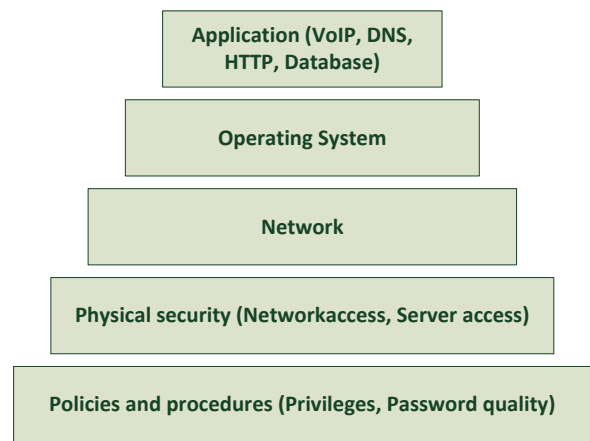 Application (VoIP, DNS,
HTTP, Database)
Operating System
Network
Physical security (Networkaccess, Server access)
Policies and procedures (Privileges, Password quality)